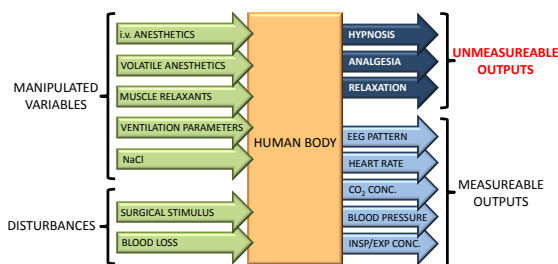 MANIPULATED
VARIABLES
i.v. ANESTHETICS
VOLATILE ANESTHETICS
MUSCLE RELAXANTS
VENTILATION PARAMETERS
NaCl
DISTURBANCES
SURGICAL STIMULUS
BLOOD LOSS
HUMAN BODY
HYPNOSIS
ANALGESIA
RELAXATION
UNMEASUREABLE
OUTPUTS
EEG PATTERN
HEART RATE
CO₂ CONC.
BLOOD PRESSURE
INSP/EXP CONC.
MEASUREABLE
OUTPUTS